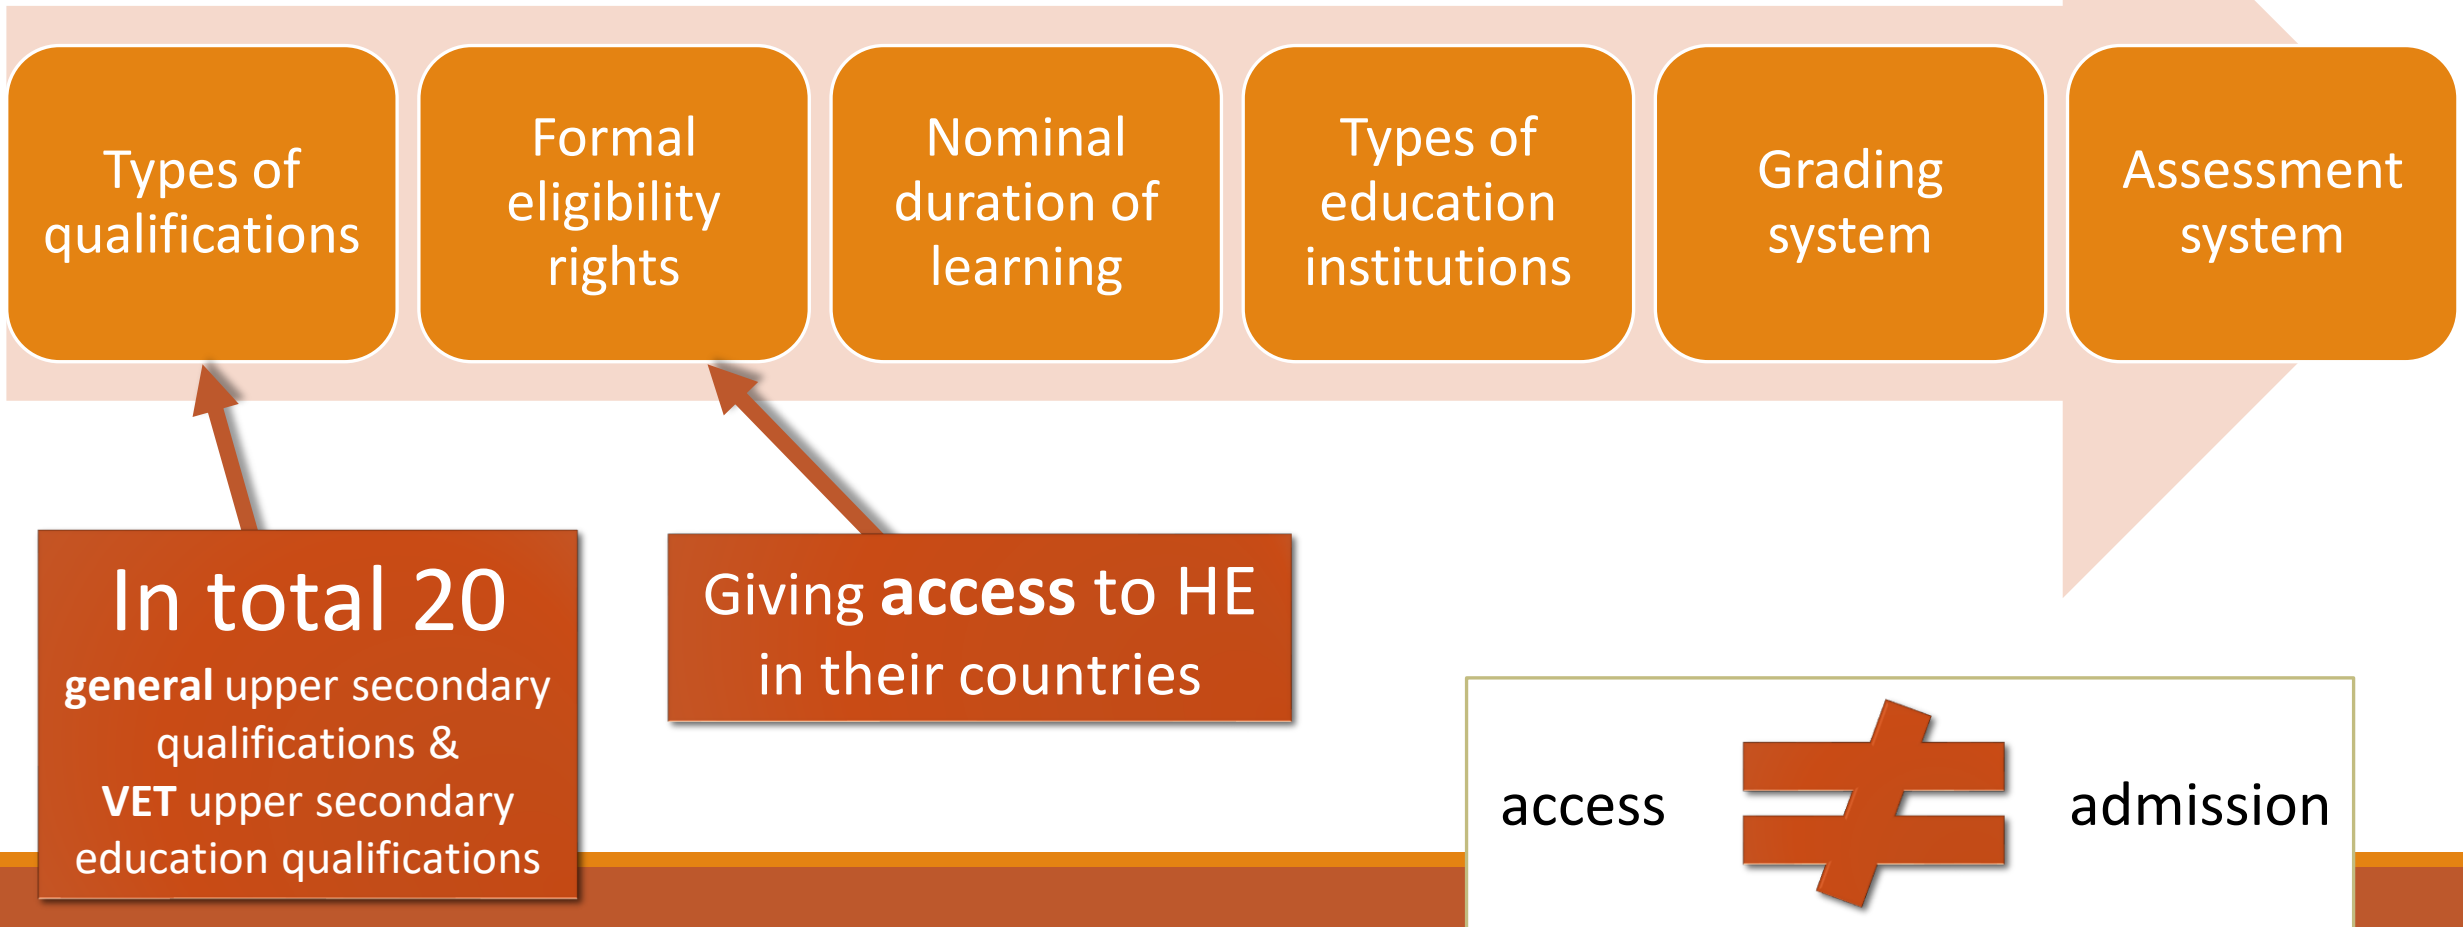 Types of
qualifications
Formal
eligibility
rights
Nominal
duration of
learning
Types of
education
institutions
Grading
system
Assessment
system
In total 20
general upper secondary
qualifications &
VET upper secondary
education qualifications
Giving access to HE
in their countries
access ≠ admission